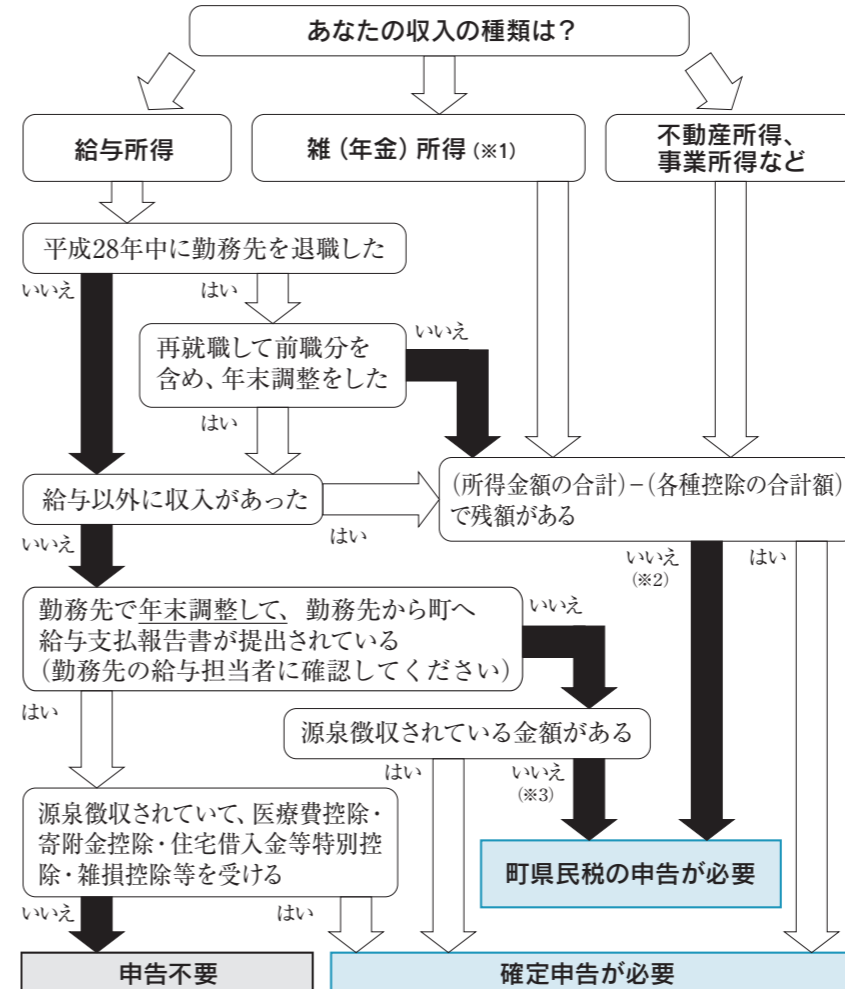 あなたの収入の種類は？
給与所得
雑（年金）所得（※1）
不動産所得、
事業所得など
平成28年中に勤務先を退職した
いいえ
はい
再就職して前職分を
含め、年末調整をした
いいえ
はい
給与以外に収入があった
はい
いいえ
（所得金額の合計）−（各種控除の合計額）
で残額がある
いいえ
（※2）
はい
勤務先で年末調整して、勤務先から町へ
給与支払報告書が提出されている
（勤務先の給与担当者に確認してください）
いいえ
はい
源泉徴収されている金額がある
はい
いいえ
（※3）
源泉徴収されていて、医療費控除・
寄附金控除・住宅借入金等特別控
除・雑損控除等を受ける
いいえ
はい
町県民税の申告が必要
申告不要
確定申告が必要